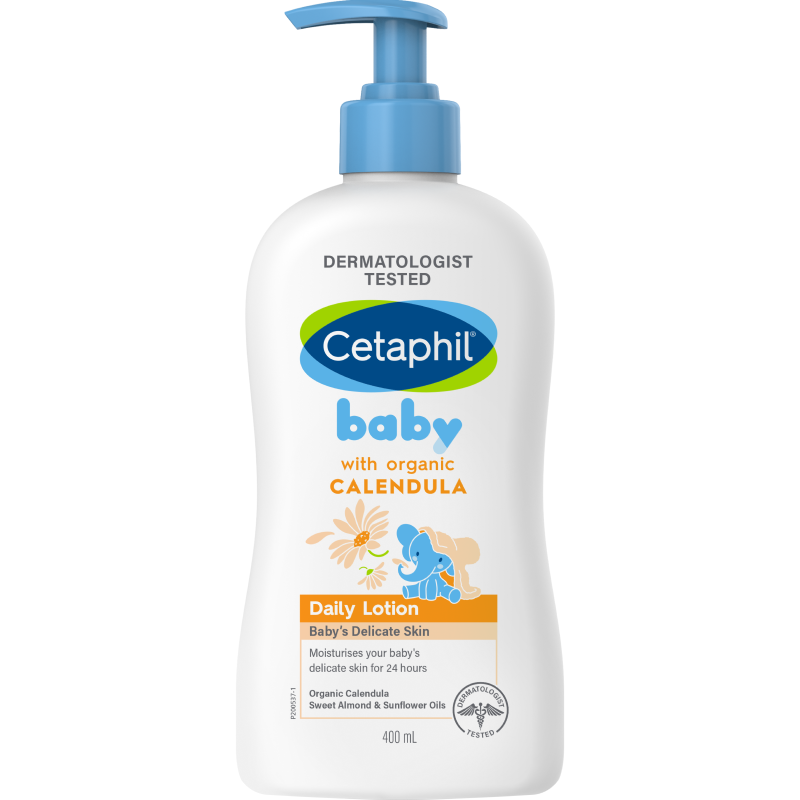 DERMATOLOGIST
TESTED
Cetaphil®
baby
with organic
CALENDULA
Daily Lotion
Baby's Delicate Skin
Moisturises your baby's
delicate skin for 24 hours
Organic Calendula
Sweet Almond & Sunflower Oils
P200537-1
DERMATOLOGIST
TESTED
400 mL